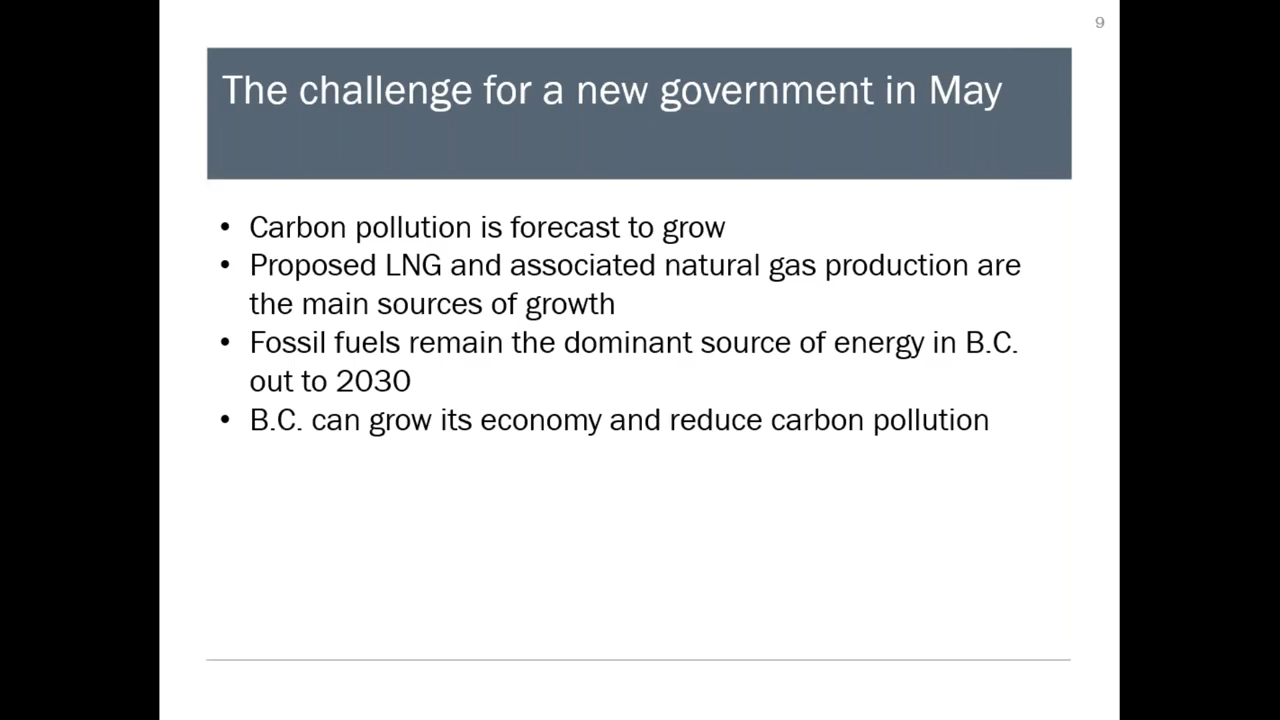 9
The challenge for a new government in May
• Carbon pollution is forecast to grow
• Proposed LNG and associated natural gas production are
the main sources of growth
• Fossil fuels remain the dominant source of energy in B.C.
out to 2030
• B.C. can grow its economy and reduce carbon pollution